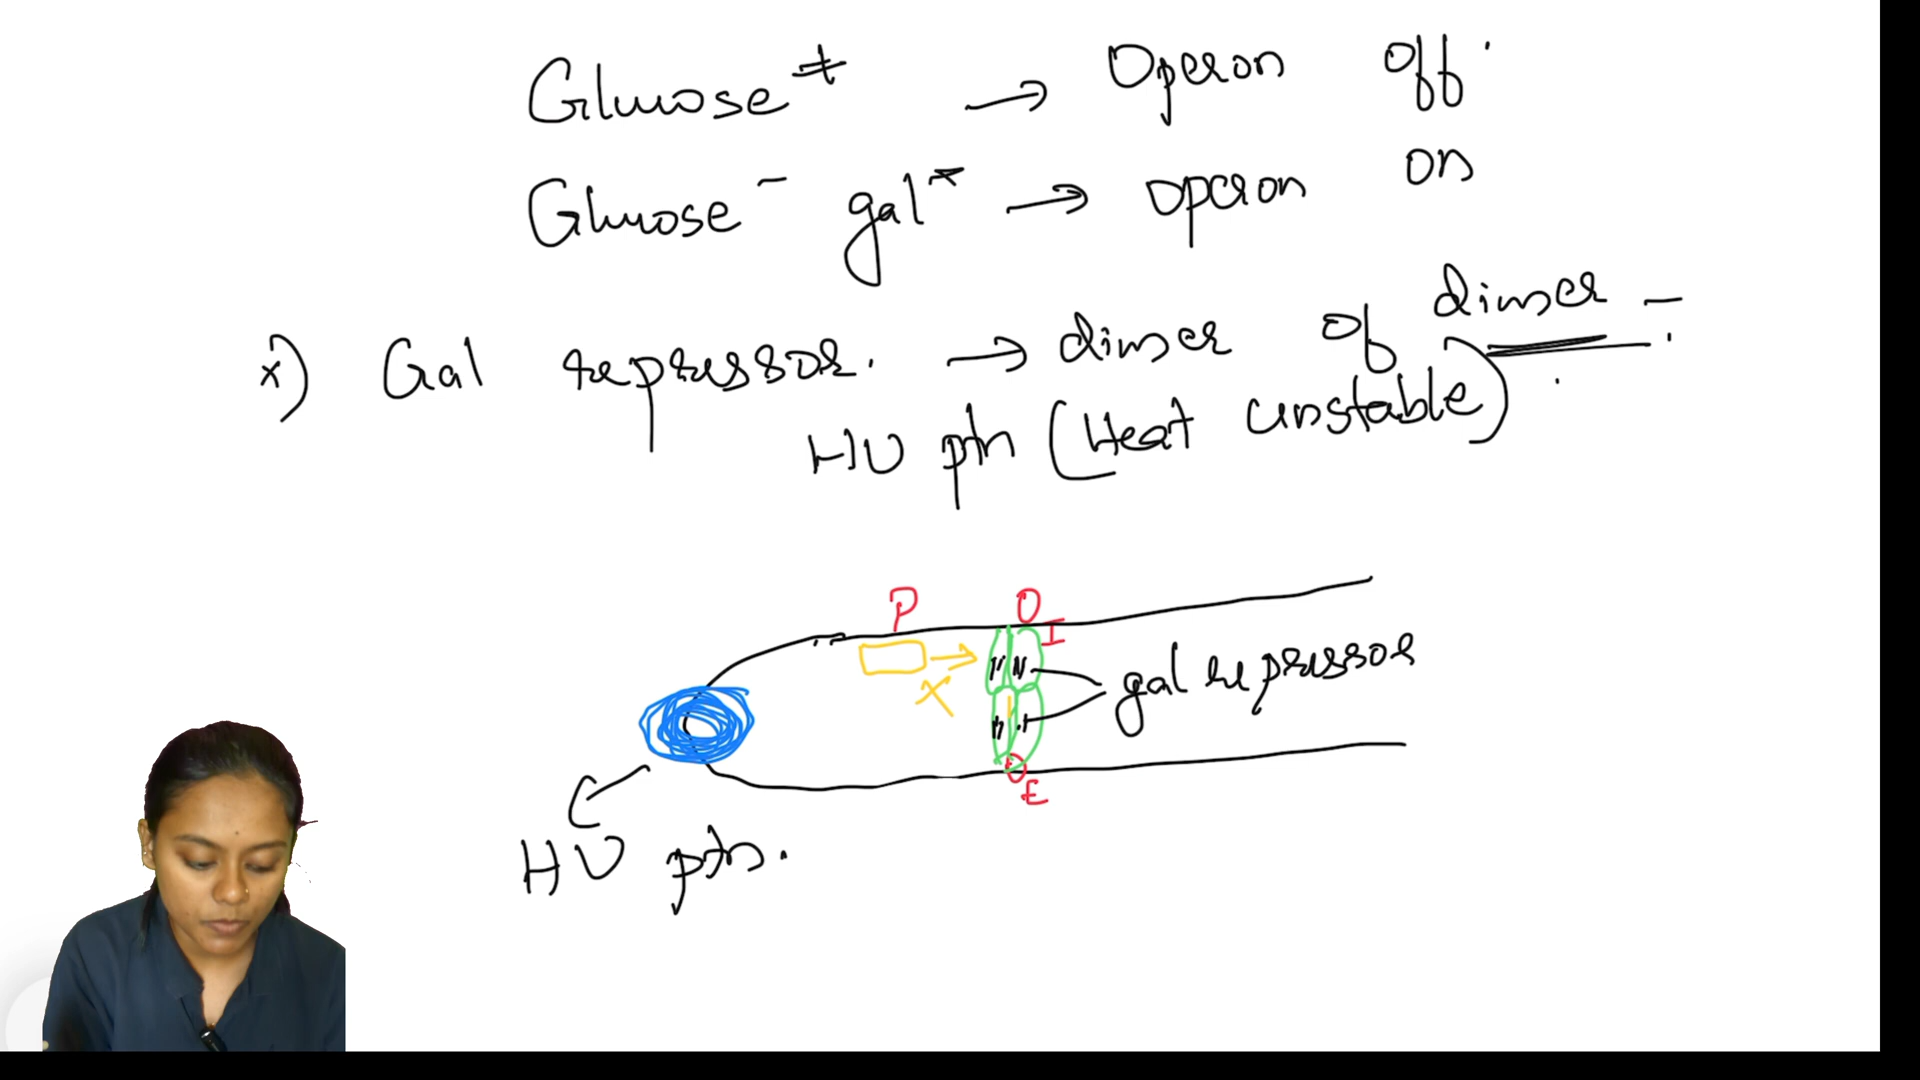 Glucose⁺ → Operon off.
Glucose⁻ gal⁺ → operon on
*) Gal repressor. → dimer of dimer –
HU ptn (Heat unstable)
P O
I
N N
X gal repressor
N N
O
E
HU ptn.